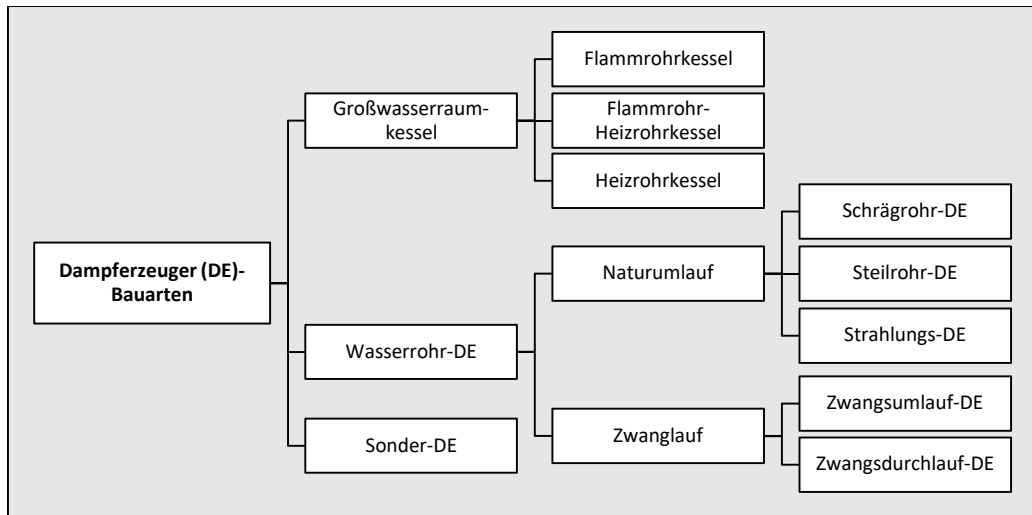 Dampferzeuger (DE)-
Bauarten
Großwasserraum-
kessel
Flammrohrkessel
Flammrohr-
Heizrohrkessel
Heizrohrkessel
Wasserrohr-DE
Naturumlauf
Schrägrohr-DE
Steilrohr-DE
Strahlungs-DE
Zwanglauf
Zwangsumlauf-DE
Zwangsdurchlauf-DE
Sonder-DE